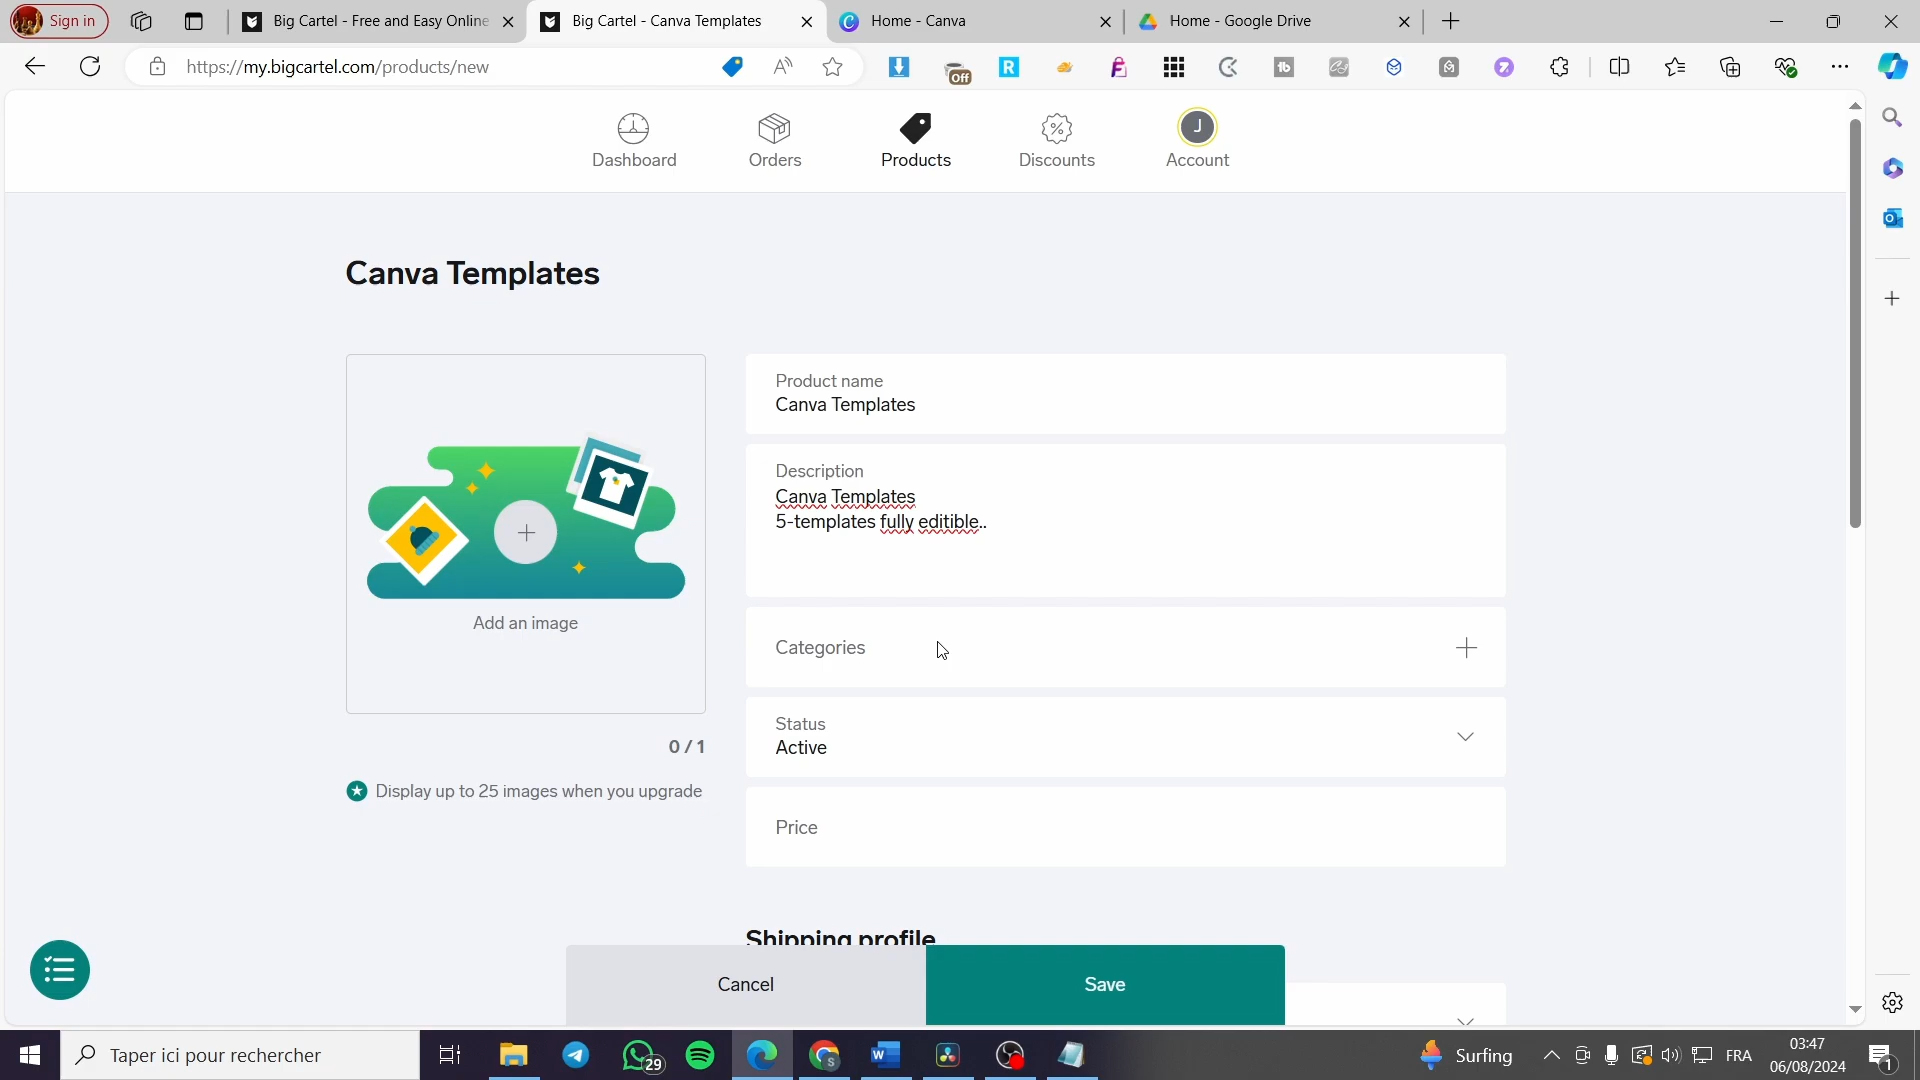 Sign in
Big Cartel - Free and Easy Online
Big Cartel - Canva Templates
Home - Canva
Home - Google Drive
https://my.bigcartel.com/products/new
Off
Dashboard
Orders
Products
Discounts
J
Account
Canva Templates
Add an image
0 / 1
Display up to 25 images when you upgrade
Product name
Canva Templates
Description
Canva Templates
5-templates fully editible..
Categories
Status
Active
Price
Shipping profile
Cancel
Save
Taper ici pour rechercher
29
Surfing
FRA
03:47
06/08/2024
1